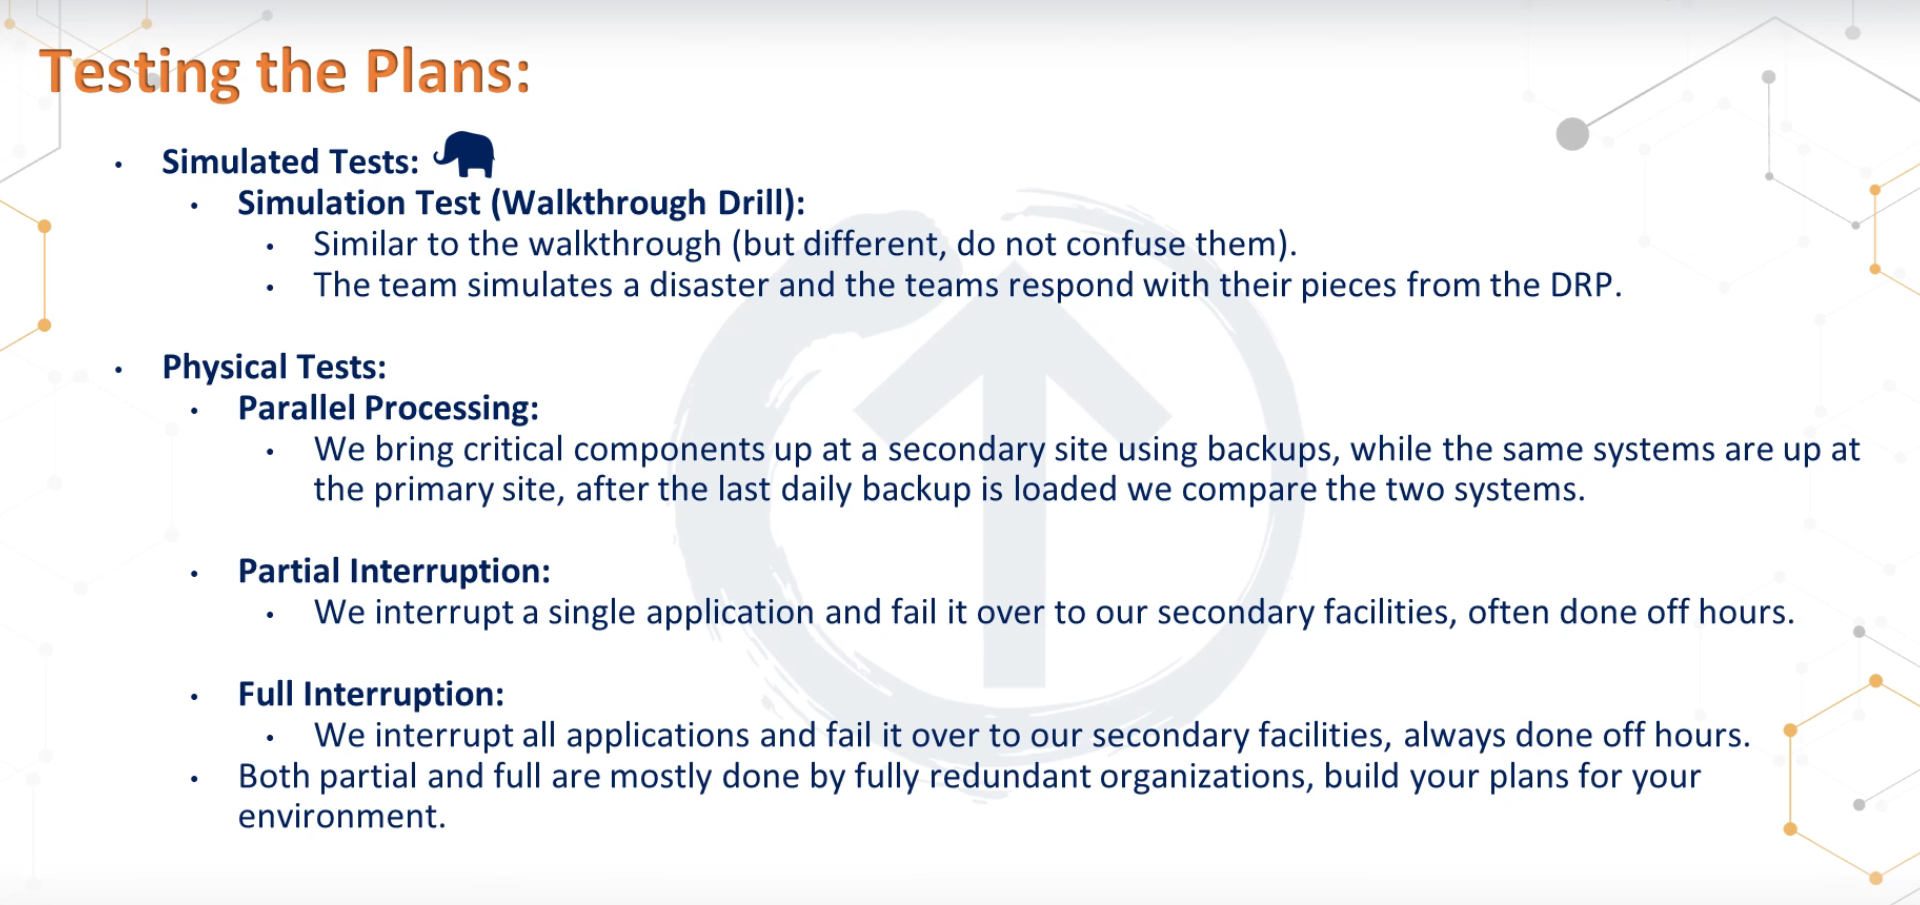 Testing the Plans:
• Simulated Tests:
• Simulation Test (Walkthrough Drill):
• Similar to the walkthrough (but different, do not confuse them).
• The team simulates a disaster and the teams respond with their pieces from the DRP.
• Physical Tests:
• Parallel Processing:
• We bring critical components up at a secondary site using backups, while the same systems are up at
the primary site, after the last daily backup is loaded we compare the two systems.
• Partial Interruption:
• We interrupt a single application and fail it over to our secondary facilities, often done off hours.
• Full Interruption:
• We interrupt all applications and fail it over to our secondary facilities, always done off hours.
• Both partial and full are mostly done by fully redundant organizations, build your plans for your
environment.